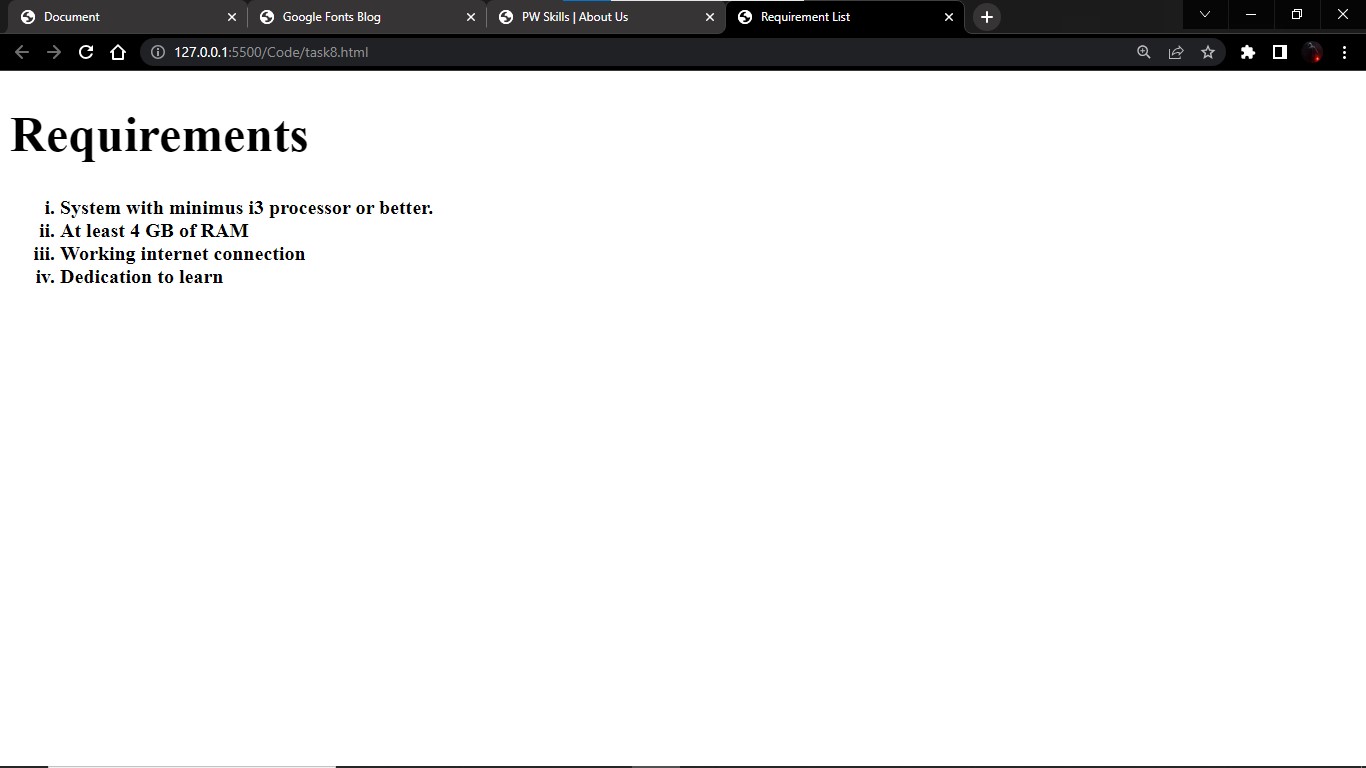 Document
Google Fonts Blog
PW Skills | About Us
Requirement List
127.0.0.1:5500/Code/task8.html
Requirements
i. System with minimus i3 processor or better.
ii. At least 4 GB of RAM
iii. Working internet connection
iv. Dedication to learn